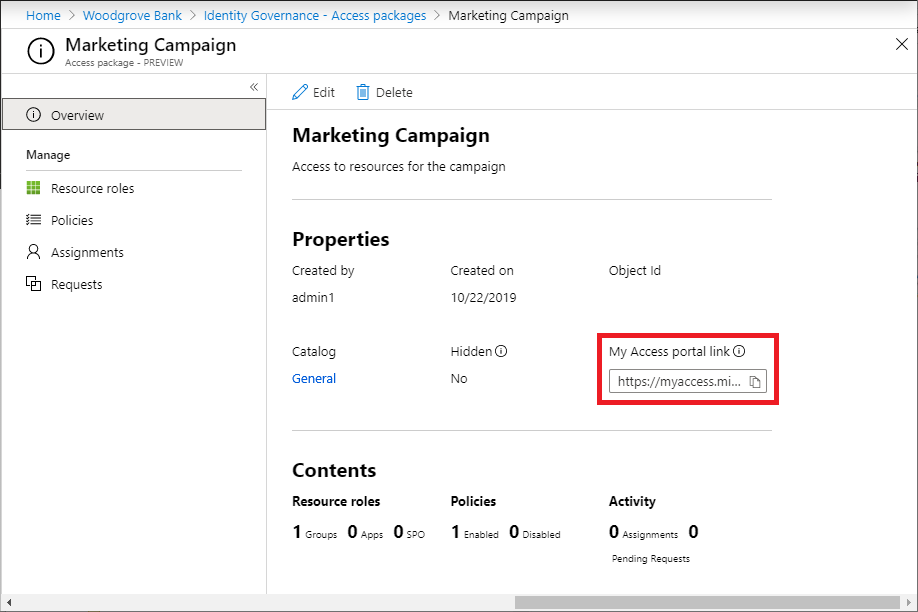 Home > Woodgrove Bank > Identity Governance - Access packages > Marketing Campaign
Marketing Campaign
Access package - PREVIEW
«
Overview
Manage
Resource roles
Policies
Assignments
Requests
Edit Delete
Marketing Campaign
Access to resources for the campaign
Properties
Created by Created on Object Id
admin1 10/22/2019
Catalog Hidden My Access portal link
General No https://myaccess.mi...
Contents
Resource roles Policies Activity
1 Groups 0 Apps 0 SPO 1 Enabled 0 Disabled 0 Assignments 0
Pending Requests